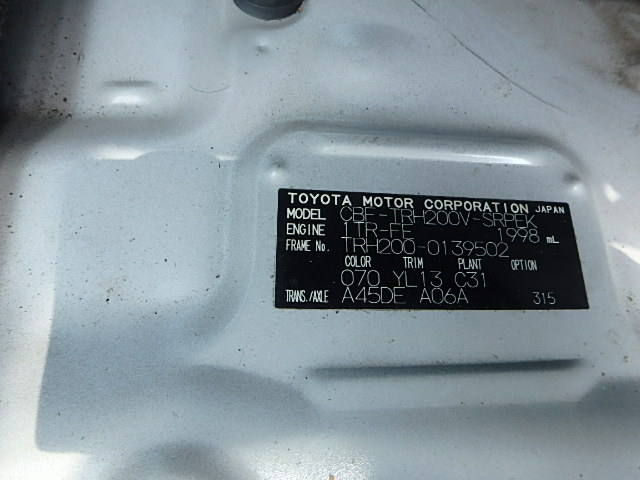 TOYOTA MOTOR CORPORATION JAPAN
MODEL CBF-TRH200V-SRPEK
ENGINE 1TR-FE 1998 mL
FRAME No. TRH200-0139502
COLOR TRIM PLANT OPTION
070 YL13 C31
TRANS./AXLE A45DE A06A 315